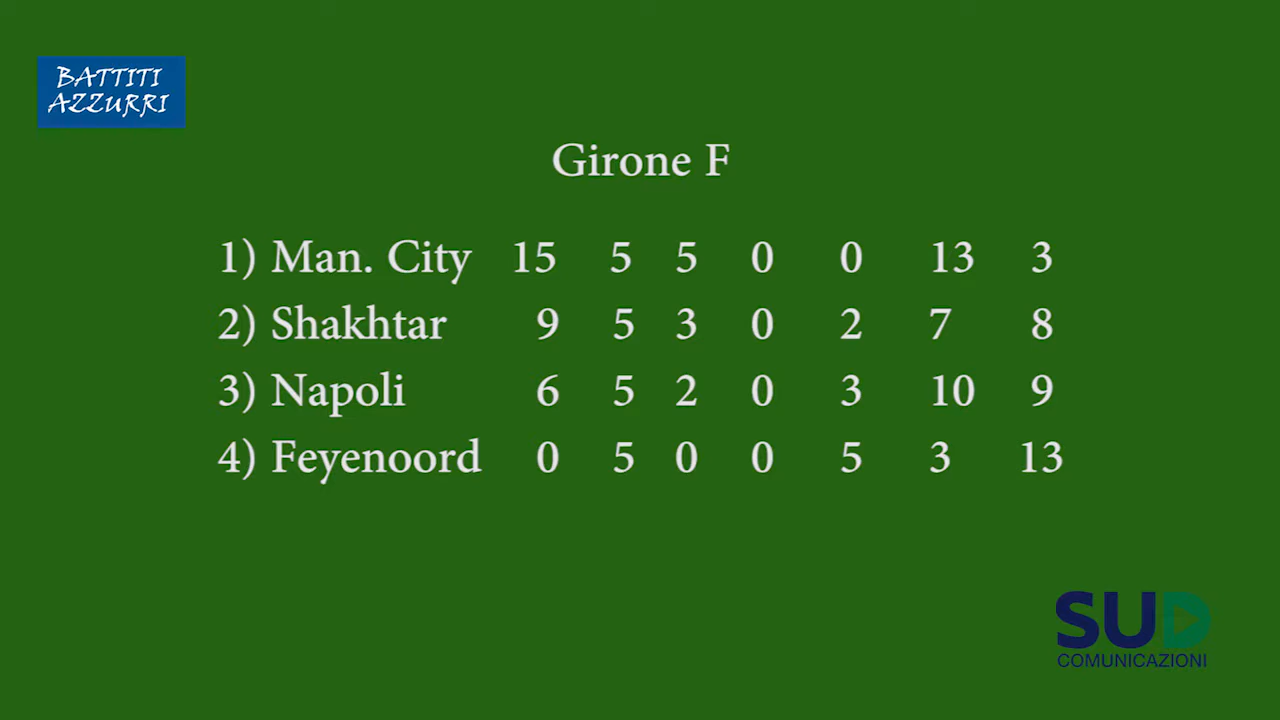 BATTITI
AZZURRI
Girone F
1) Man. City 15 5 5 0 0 13 3
2) Shakhtar 9 5 3 0 2 7 8
3) Napoli 6 5 2 0 3 10 9
4) Feyenoord 0 5 0 0 5 3 13
SUD
COMUNICAZIONI